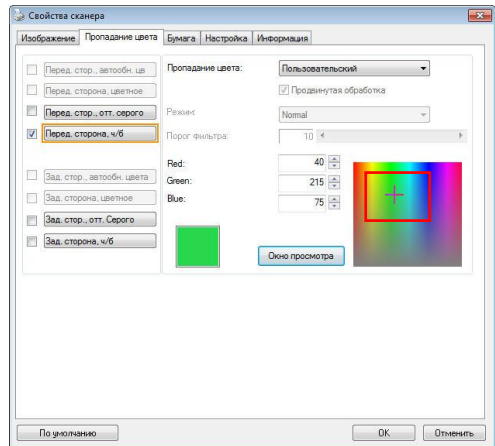 Свойства сканера
Изображение Пропадание цвета Бумага Настройка Информация
Перед. стор., автообн. цв
Перед. сторона, цветное
Перед. стор., отт. серого
Перед. сторона, ч/б
Зад. стор., автообн. цвета
Зад. сторона, цветное
Зад. стор., отт. Серого
Зад. сторона, ч/б
Пропадание цвета: Пользовательский
Продвинутая обработка
Режим: Normal
Порог фильтра: 10
Red: 40
Green: 215
Blue: 75
Окно просмотра
По умолчанию OK Отменить